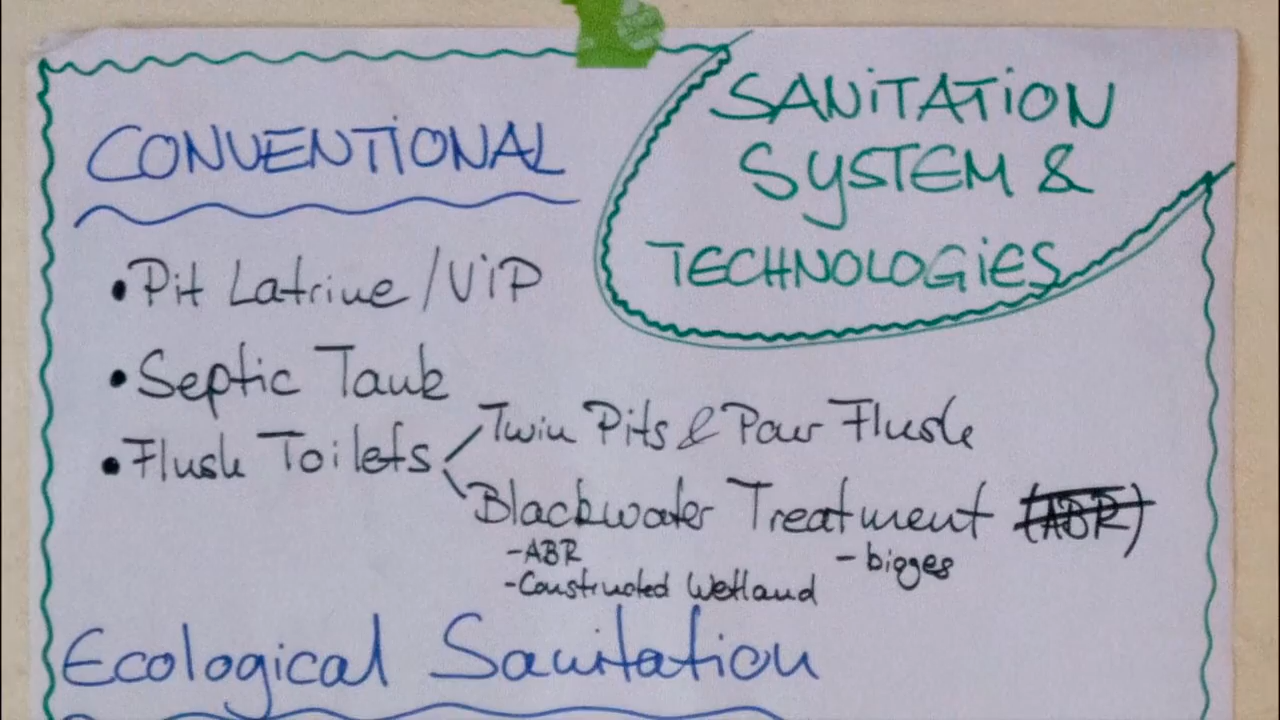 SANITATION
SYSTEM &
TECHNOLOGIES
CONVENTIONAL
• Pit Latrine / VIP
• Septic Tank
• Flush Toilets
Twin Pits & Pour Flush
Blackwater Treatment (ABR)
- ABR
- biogas
- Constructed Wetland
Ecological Sanitation